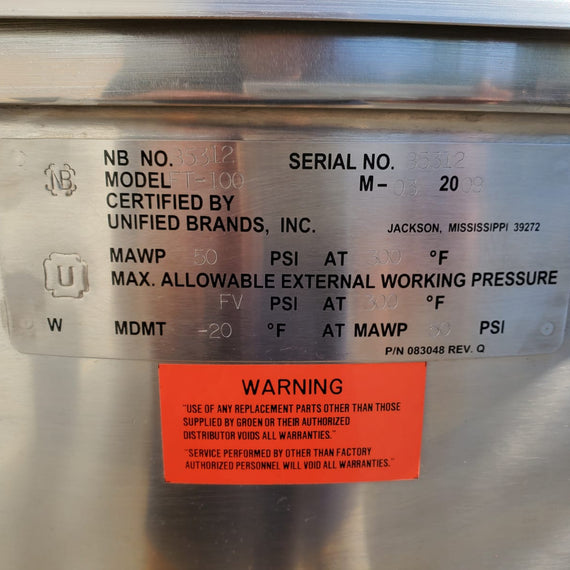 NB NO. 35312 SERIAL NO. 35312
NB MODEL FT-100 M- 03 2009
CERTIFIED BY
UNIFIED BRANDS, INC. JACKSON, MISSISSIPPI 39272
MAWP 50 PSI AT 300 °F
U MAX. ALLOWABLE EXTERNAL WORKING PRESSURE
FV PSI AT 300 °F
W MDMT -20 °F AT MAWP 50 PSI
P/N 083048 REV. Q
WARNING
"USE OF ANY REPLACEMENT PARTS OTHER THAN THOSE
SUPPLIED BY GROEN OR THEIR AUTHORIZED
DISTRIBUTOR VOIDS ALL WARRANTIES."
"SERVICE PERFORMED BY OTHER THAN FACTORY
AUTHORIZED PERSONNEL WILL VOID ALL WARRANTIES."